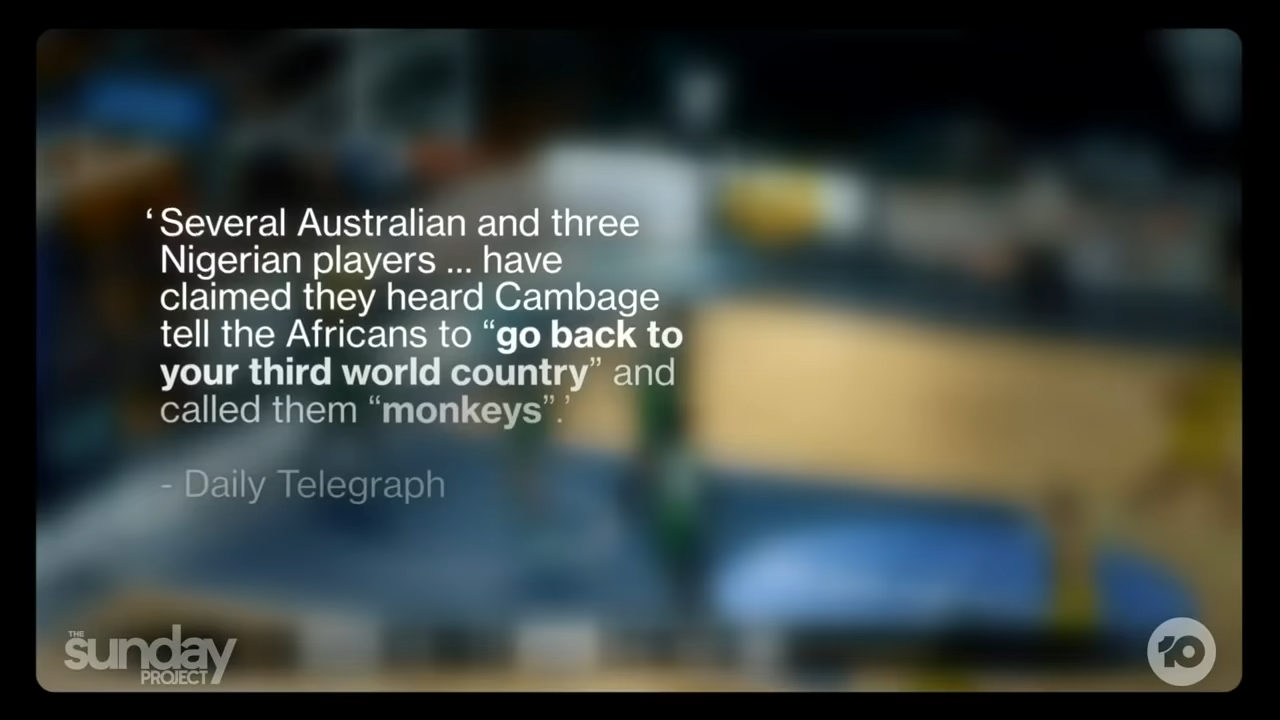 ‘Several Australian and three
Nigerian players ... have
claimed they heard Cambage
tell the Africans to “go back to
your third world country” and
called them “monkeys”.’
- Daily Telegraph
THE
sunday
PROJECT
10